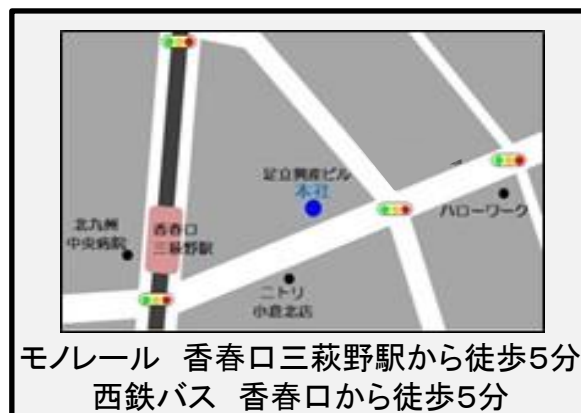 足立興産ビル
本社
ハローワーク
北九州
中央病院
香春口
三萩野駅
ニトリ
小倉北店
モノレール 香春口三萩野駅から徒歩5分
西鉄バス 香春口から徒歩5分